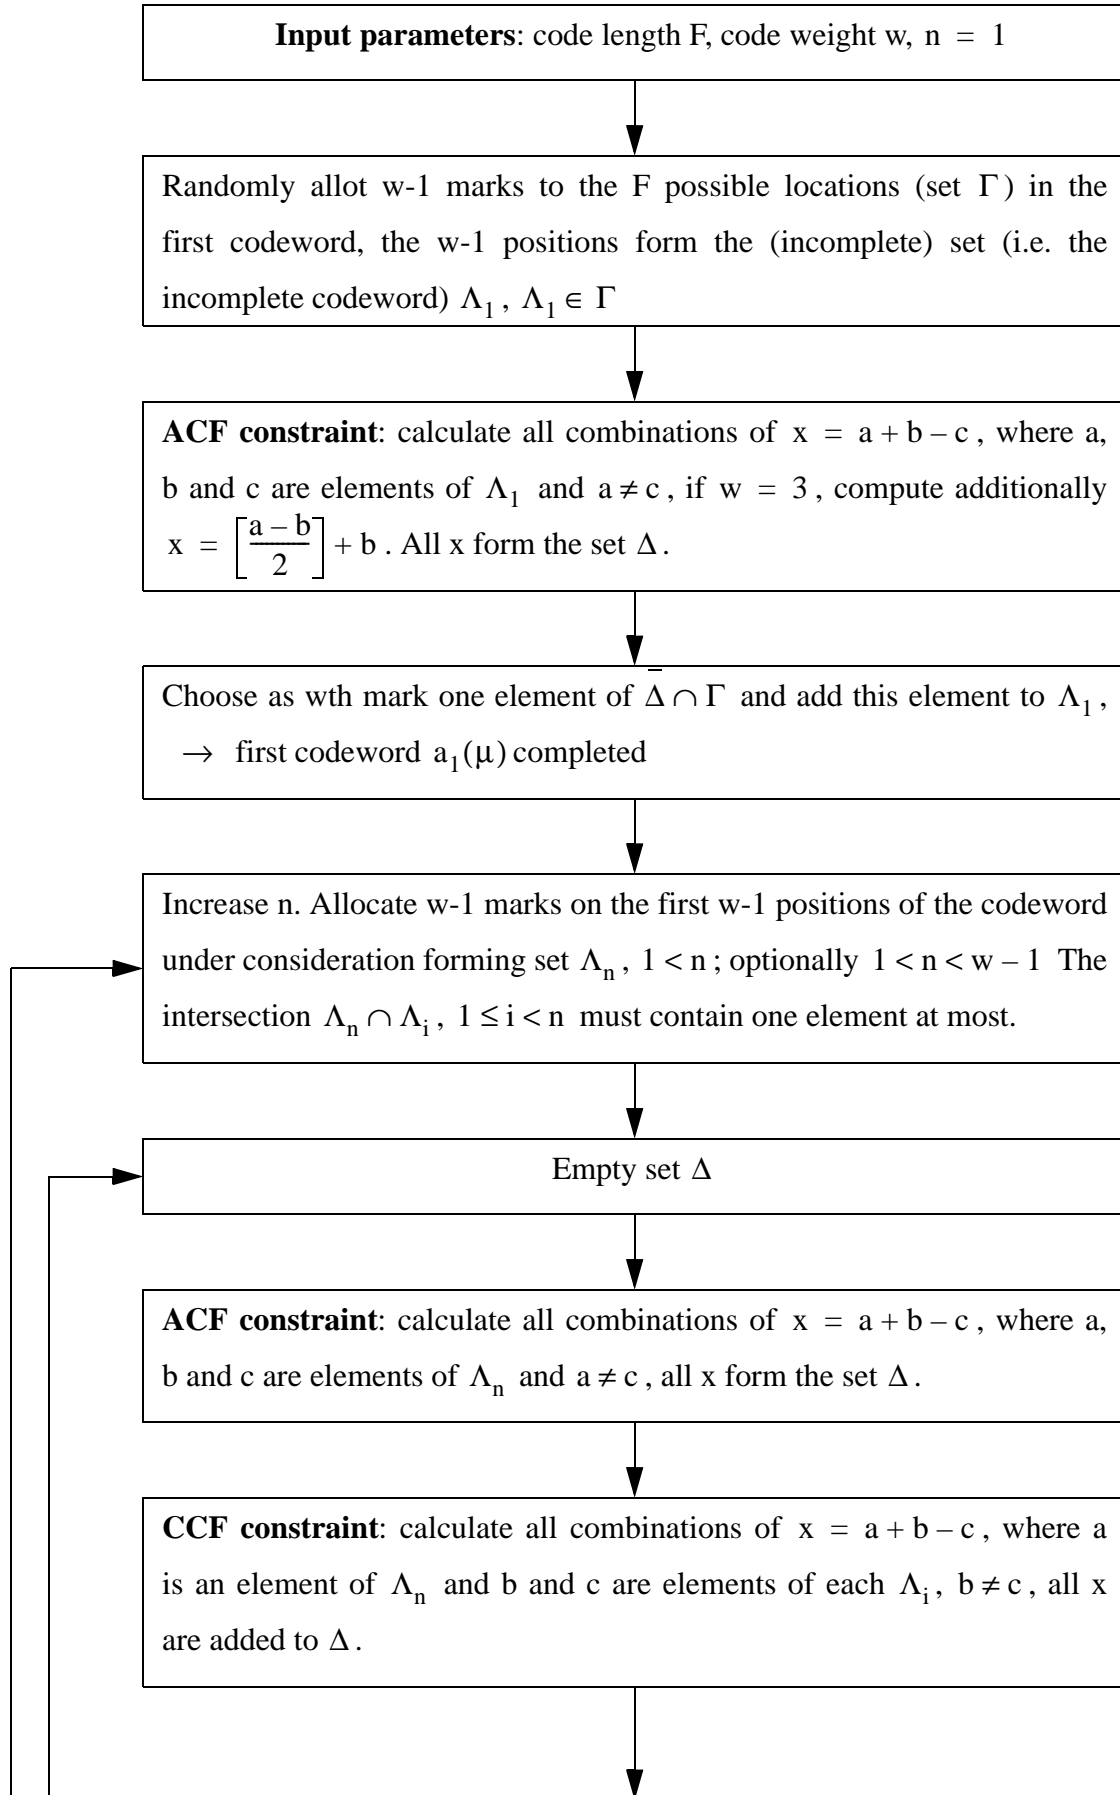 Input parameters: code length F, code weight w, n = 1
Randomly allot w-1 marks to the F possible locations (set Γ) in the
first codeword, the w-1 positions form the (incomplete) set (i.e. the
incomplete codeword) Λ₁, Λ₁ ∈ Γ
ACF constraint: calculate all combinations of x = a + b – c, where a,
b and c are elements of Λ₁ and a ≠ c, if w = 3, compute additionally
x = [(a – b)/2] + b. All x form the set Δ.
Choose as wth mark one element of Δ̄ ∩ Γ and add this element to Λ₁,
→ first codeword a₁(μ) completed
Increase n. Allocate w-1 marks on the first w-1 positions of the codeword
under consideration forming set Λₙ, 1 < n; optionally 1 < n < w – 1 The
intersection Λₙ ∩ Λᵢ, 1 ≤ i < n must contain one element at most.
Empty set Δ
ACF constraint: calculate all combinations of x = a + b – c, where a,
b and c are elements of Λₙ and a ≠ c, all x form the set Δ.
CCF constraint: calculate all combinations of x = a + b – c, where a
is an element of Λₙ and b and c are elements of each Λᵢ, b ≠ c, all x
are added to Δ.